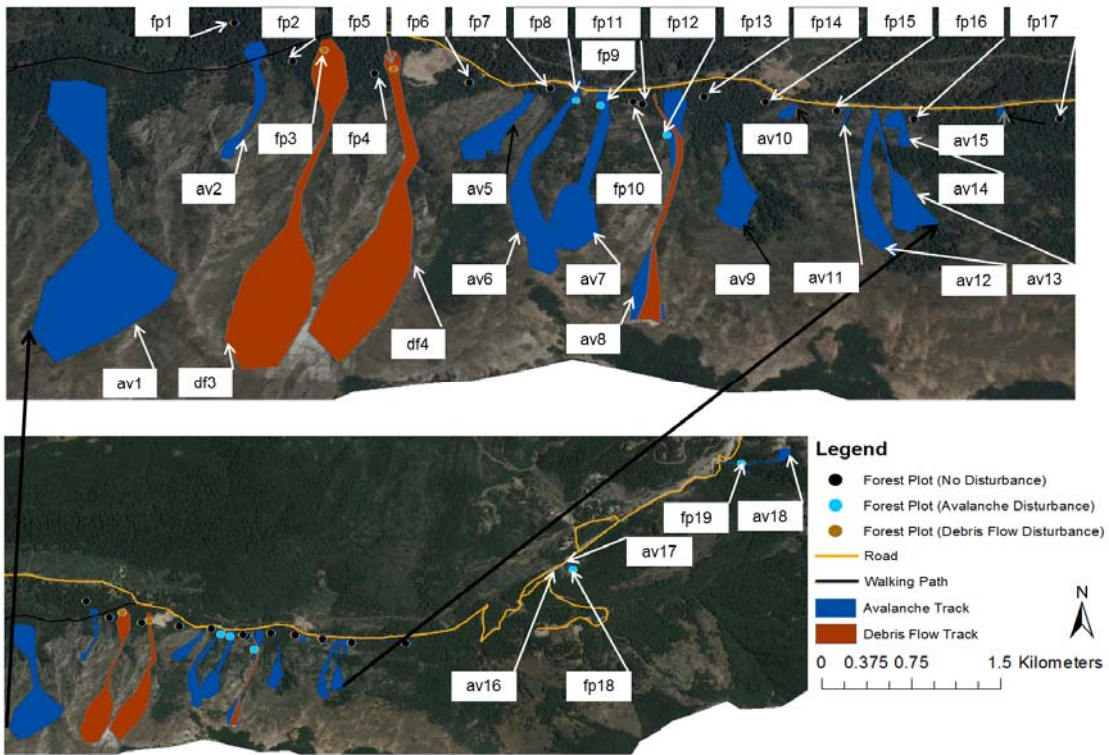 fp1 fp2 fp5 fp6 fp7 fp8 fp11 fp12 fp13 fp14 fp15 fp16 fp17
fp9
fp3 fp4
av2 av5 fp10 av10 av15
av14
av6 av7 av9 av11 av12 av13
av8
av1 df3 df4
Legend
Forest Plot (No Disturbance)
Forest Plot (Avalanche Disturbance)
Forest Plot (Debris Flow Disturbance)
Road
Walking Path
Avalanche Track
Debris Flow Track
N
0 0.375 0.75 1.5 Kilometers
fp19 av18
av17
av16 fp18